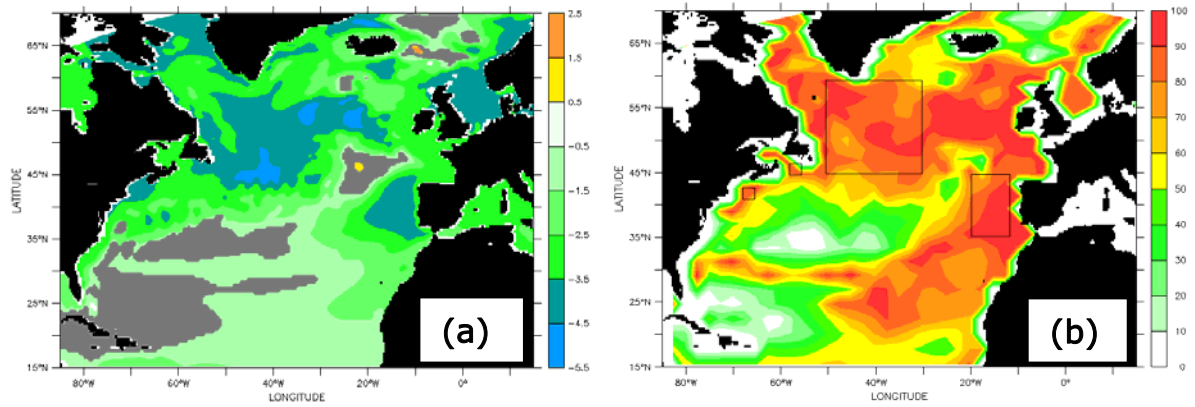 65°N
55°N
45°N
35°N
25°N
15°N
LATITUDE
80°W
60°W
40°W
20°W
0°
LONGITUDE
(a)
2.5
1.5
0.5
−0.5
−1.5
−2.5
−3.5
−4.5
−5.5
65°N
55°N
45°N
35°N
25°N
15°N
LATITUDE
80°W
60°W
40°W
20°W
0°
LONGITUDE
(b)
100
90
80
70
60
50
40
30
20
10
0